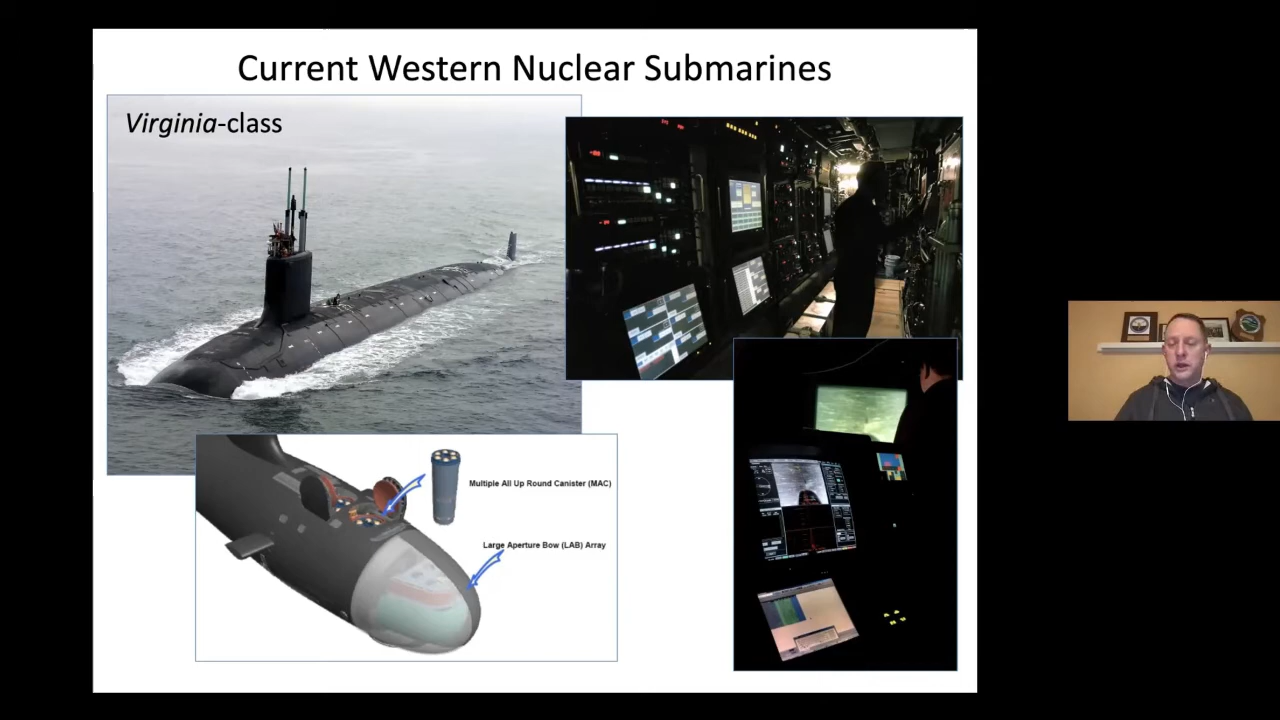 Current Western Nuclear Submarines
Virginia-class
Multiple All Up Round Canister (MAC)
Large Aperture Bow (LAB) Array